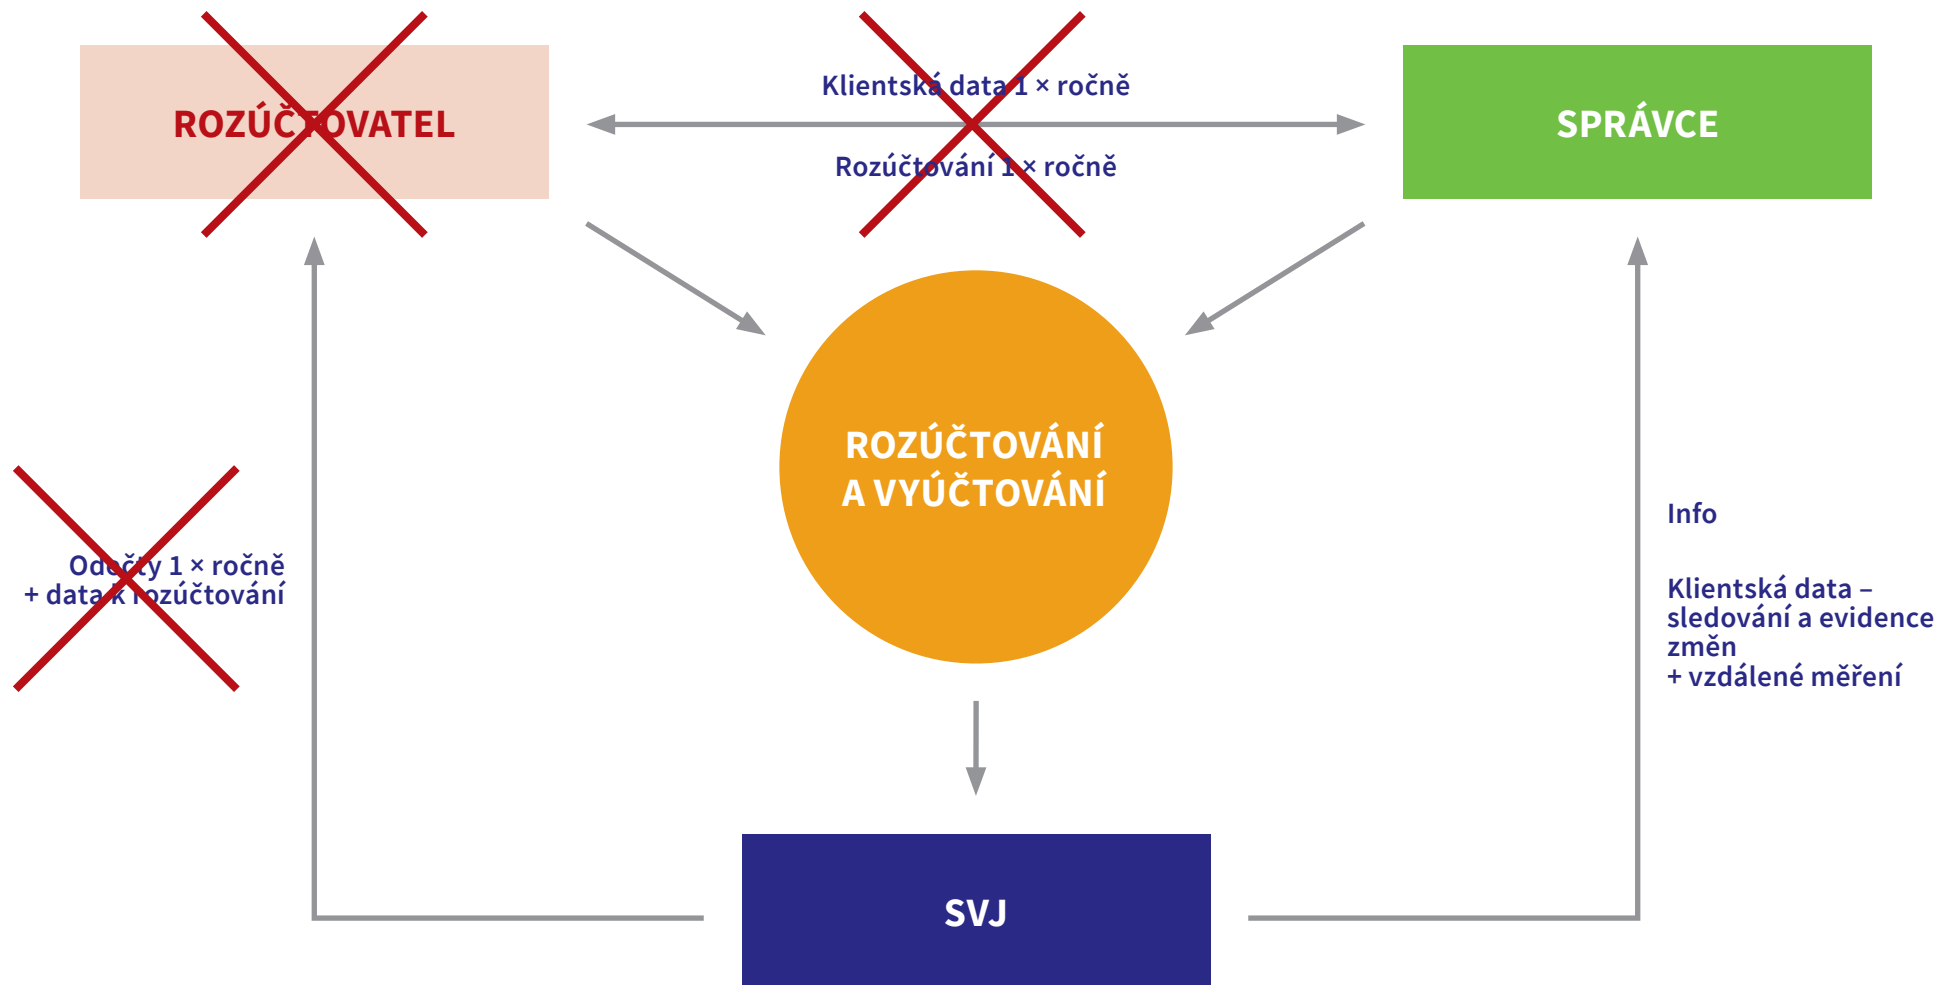 ROZÚČTOVATEL
Klientská data 1 × ročně
Rozúčtování 1 × ročně
SPRÁVCE
ROZÚČTOVÁNÍ
A VYÚČTOVÁNÍ
Odečty 1 × ročně
+ data k rozúčtování
Info
Klientská data –
sledování a evidence
změn
+ vzdálené měření
SVJ